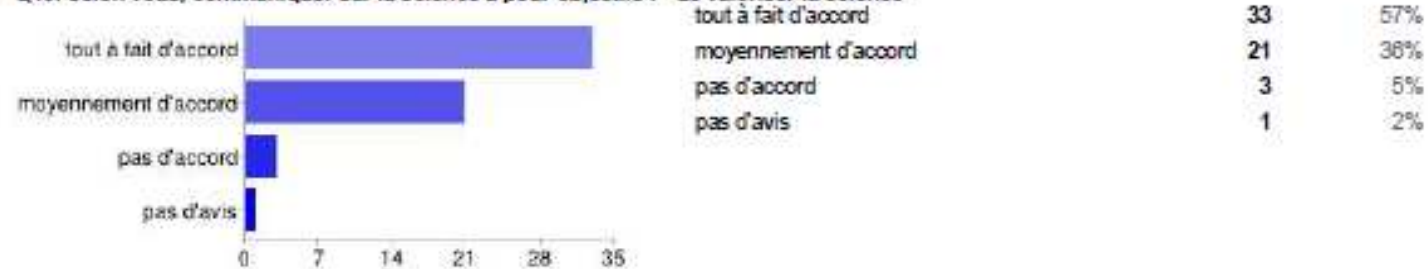 tout à fait d'accord
moyennement d'accord
pas d'accord
pas d'avis
0 7 14 21 28 35
tout à fait d'accord 33 57%
moyennement d'accord 21 36%
pas d'accord 3 5%
pas d'avis 1 2%